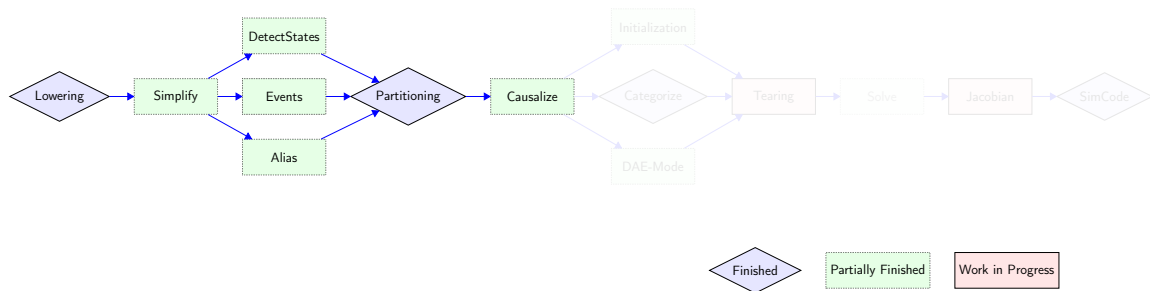 DetectStates
Initialization
Lowering
Simplify
Events
Partitioning
Causalize
Categorize
Tearing
Solve
Jacobian
SimCode
Alias
DAE-Mode
Finished
Partially Finished
Work in Progress